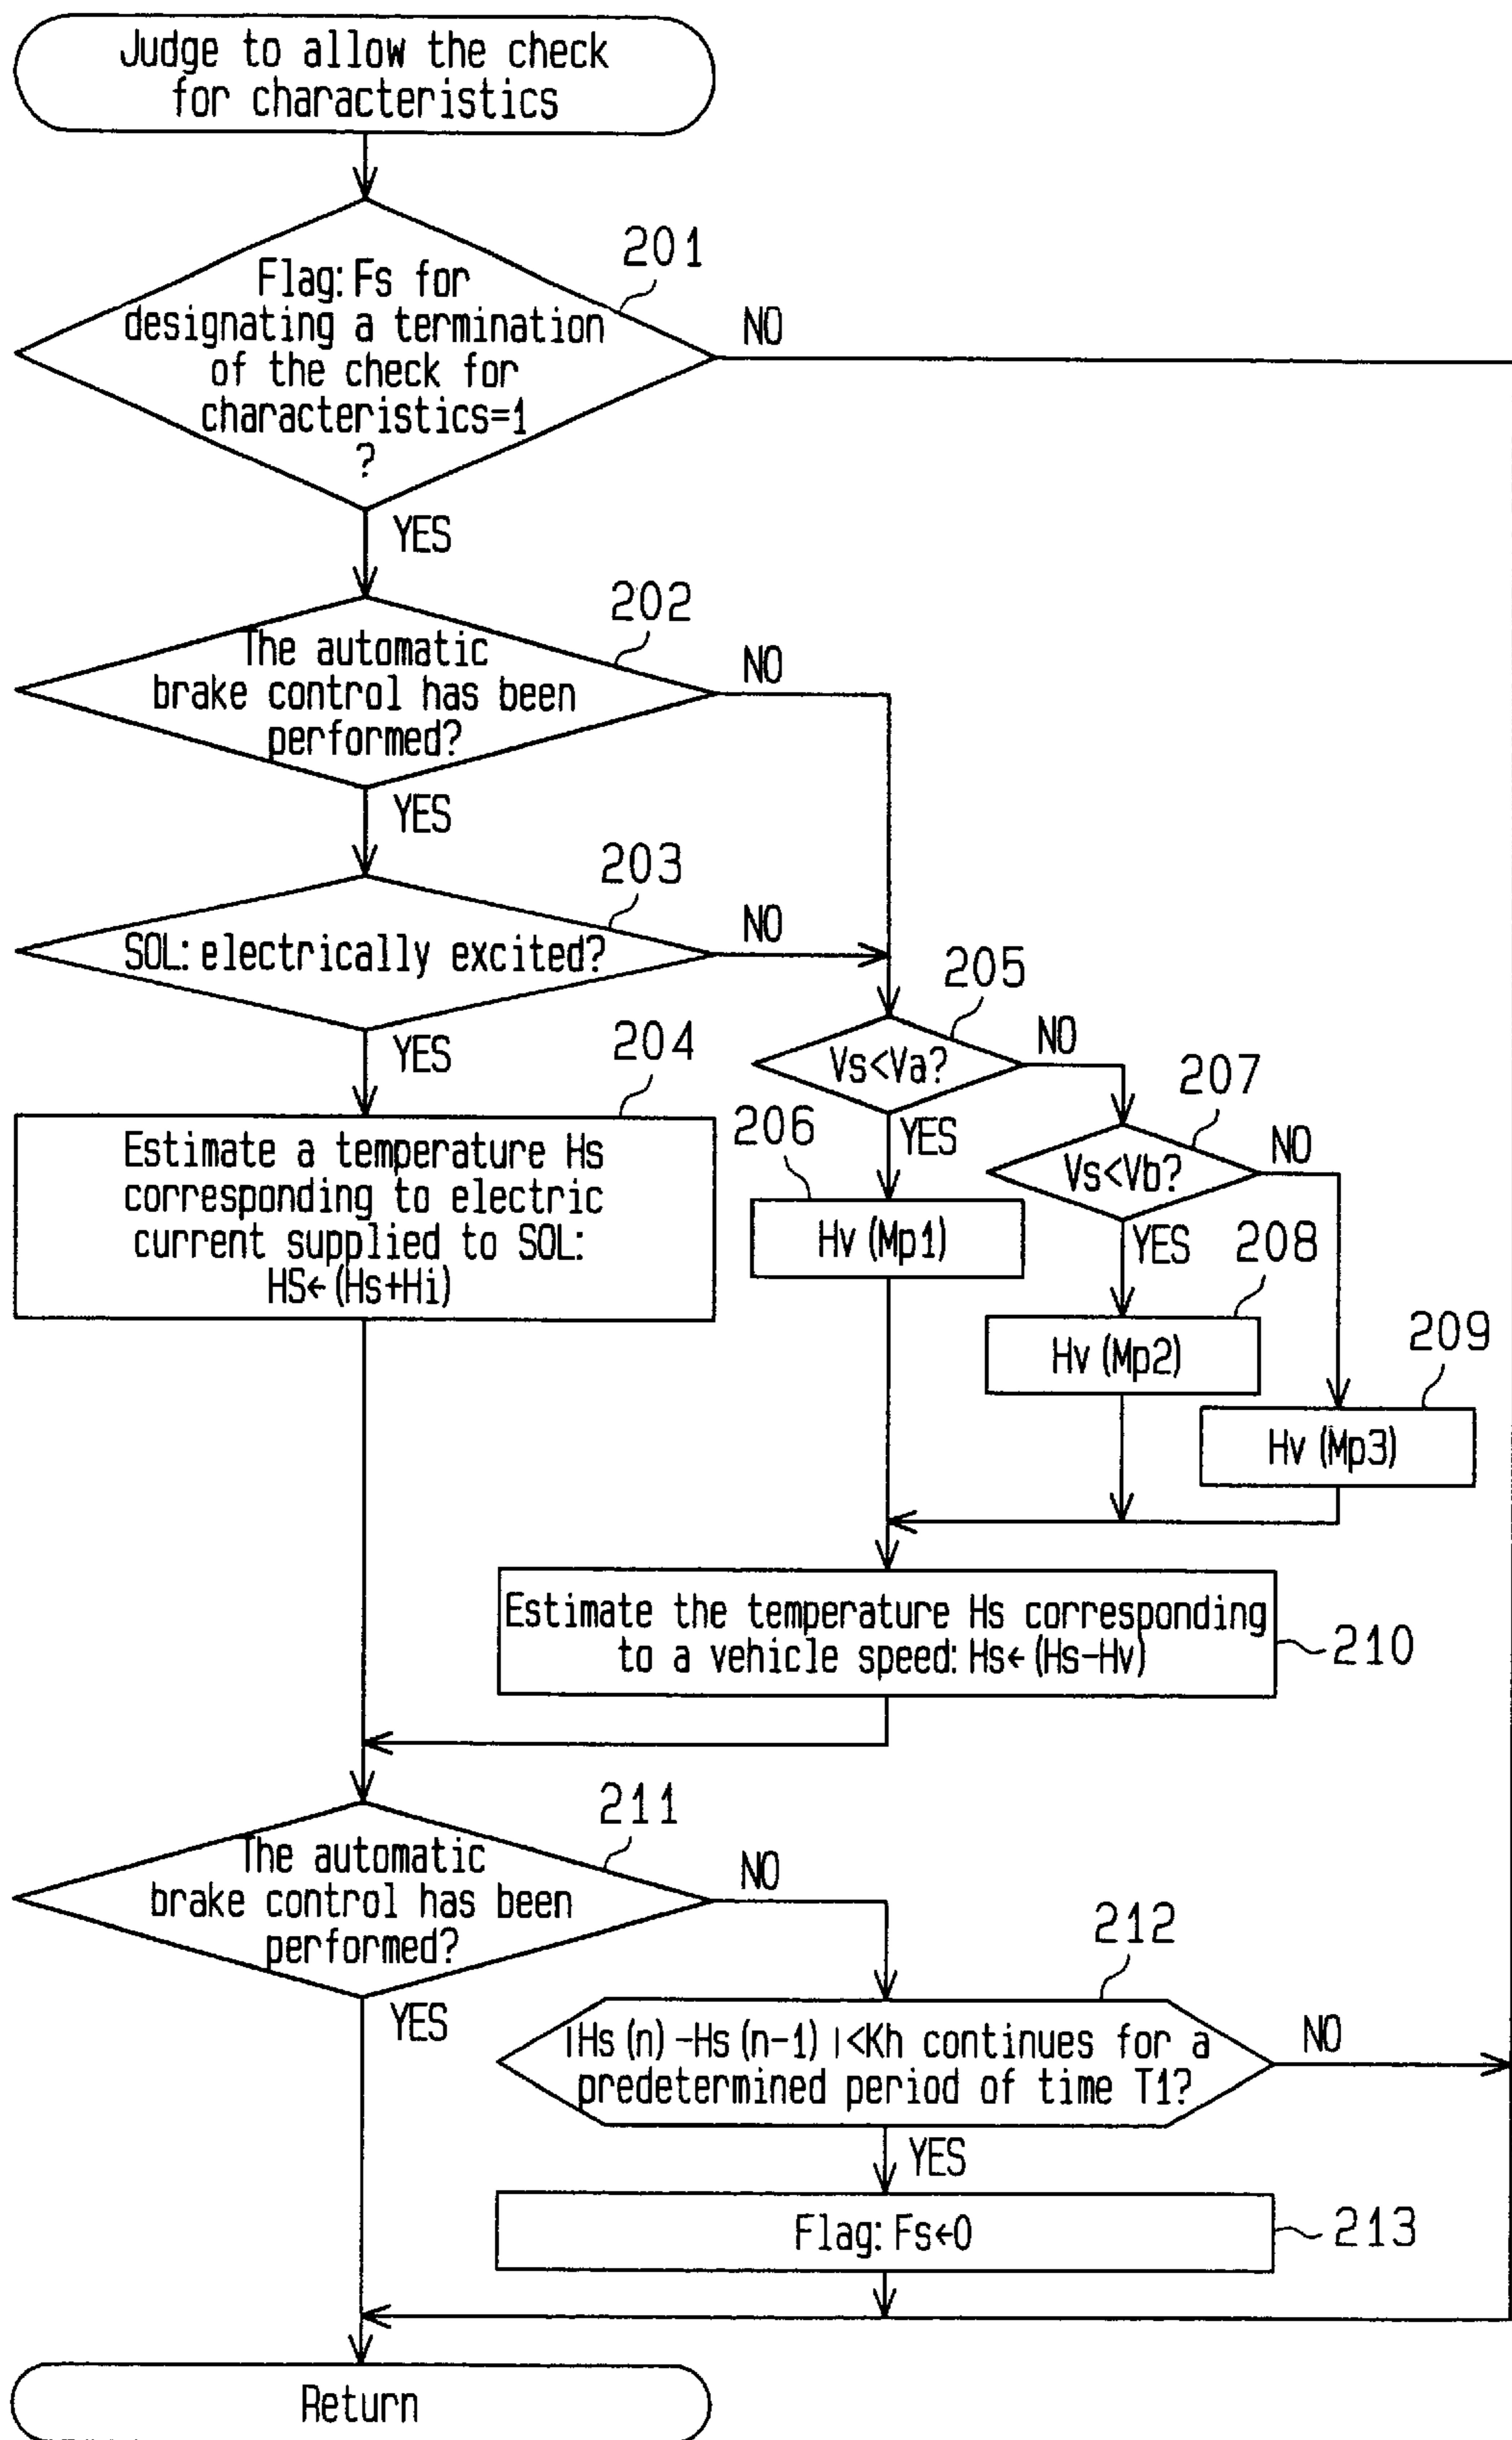 Judge to allow the check
for characteristics
201
Flag: Fs for
designating a termination
of the check for
characteristics=1
?
NO
YES
202
The automatic
brake control has been
performed?
NO
YES
203
SOL: electrically excited?
NO
YES
204
Estimate a temperature Hs
corresponding to electric
current supplied to SOL:
HS←(Hs+Hi)
205
Vs<Va?
NO
YES
206
Hv (Mp1)
207
Vs<Vb?
NO
YES
208
Hv (Mp2)
209
Hv (Mp3)
Estimate the temperature Hs corresponding
to a vehicle speed: Hs←(Hs-Hv)
210
211
The automatic
brake control has been
performed?
NO
YES
212
|Hs (n) -Hs (n-1) |<Kh continues for a
predetermined period of time T1?
NO
YES
Flag: Fs←0
213
Return